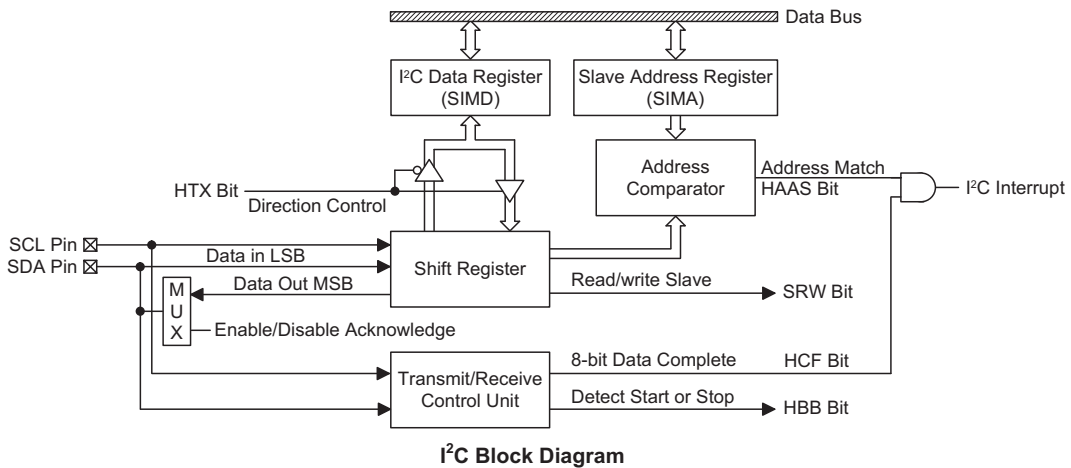 Data Bus
I²C Data Register
(SIMD)
Slave Address Register
(SIMA)
Address
Comparator
Address Match
HAAS Bit
I²C Interrupt
HTX Bit
Direction Control
SCL Pin
SDA Pin
Data in LSB
Shift Register
Data Out MSB
M
U
X
Enable/Disable Acknowledge
Read/write Slave
SRW Bit
Transmit/Receive
Control Unit
8-bit Data Complete
HCF Bit
Detect Start or Stop
HBB Bit
I²C Block Diagram